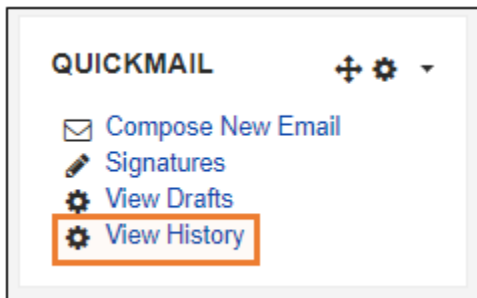 QUICKMAIL
Compose New Email
Signatures
View Drafts
View History